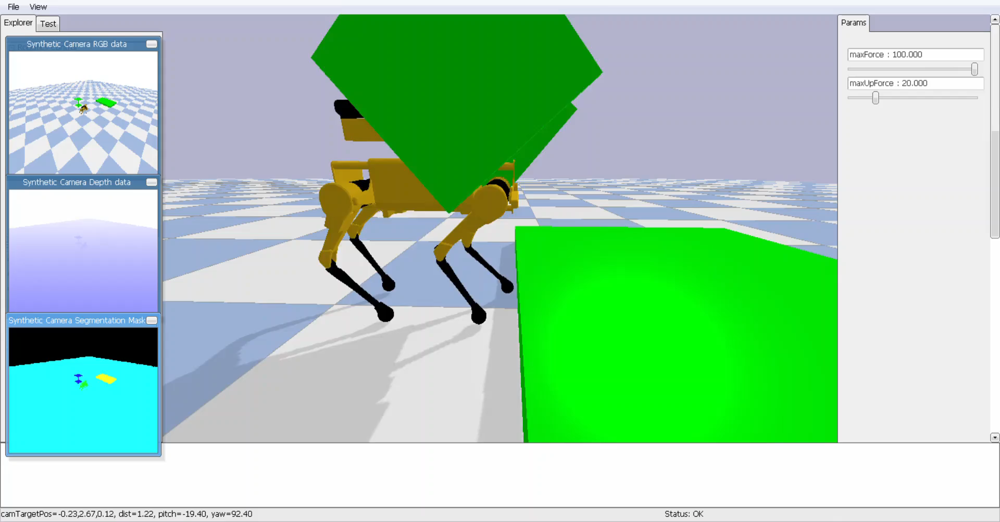 File View
Explorer Test
Params
Synthetic Camera RGB data
maxForce : 100.000
maxUpForce : 20.000
Synthetic Camera Depth data
Synthetic Camera Segmentation Mask
camTargetPos=-0.23,2.67,0.12, dist=1.22, pitch=-19.40, yaw=92.40
Status: OK